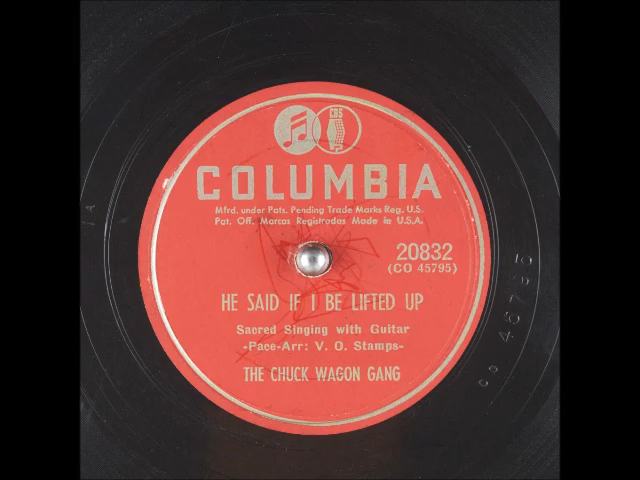 CBS
COLUMBIA
Mfrd. under Pats. Pending Trade Marks Reg. U.S.
Pat. Off. Marcas Registradas Made in U.S.A.
20832
(CO 45795)
HE SAID IF I BE LIFTED UP
Sacred Singing with Guitar
-Pace-Arr: V. O. Stamps-
THE CHUCK WAGON GANG